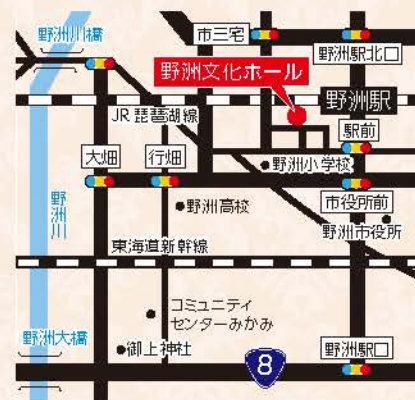 野洲川橋
市三宅
野洲駅北口
野洲文化ホール
野洲駅
JR 琵琶湖線
駅前
大畑
行畑
野洲小学校
野洲高校
市役所前
野洲川
野洲市役所
東海道新幹線
コミュニティ
センターみかみ
野洲大橋
御上神社
8
野洲駅口